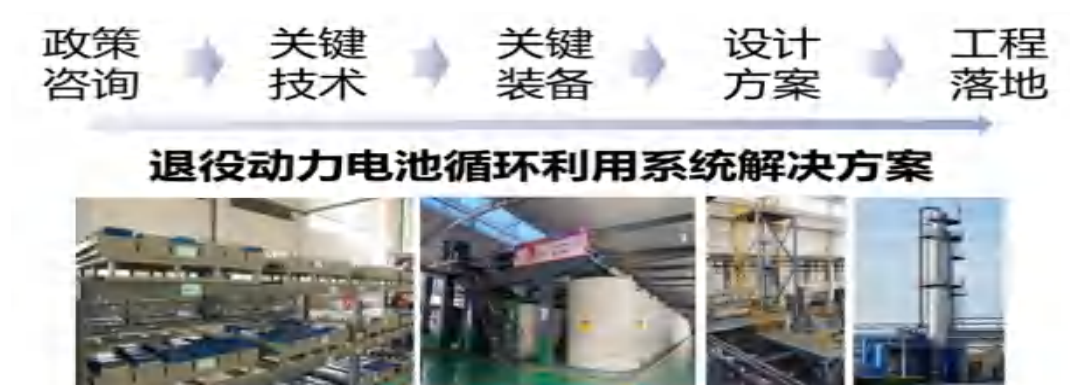 政策 关键 关键 设计 工程
咨询 技术 装备 方案 落地
退役动力电池循环利用系统解决方案